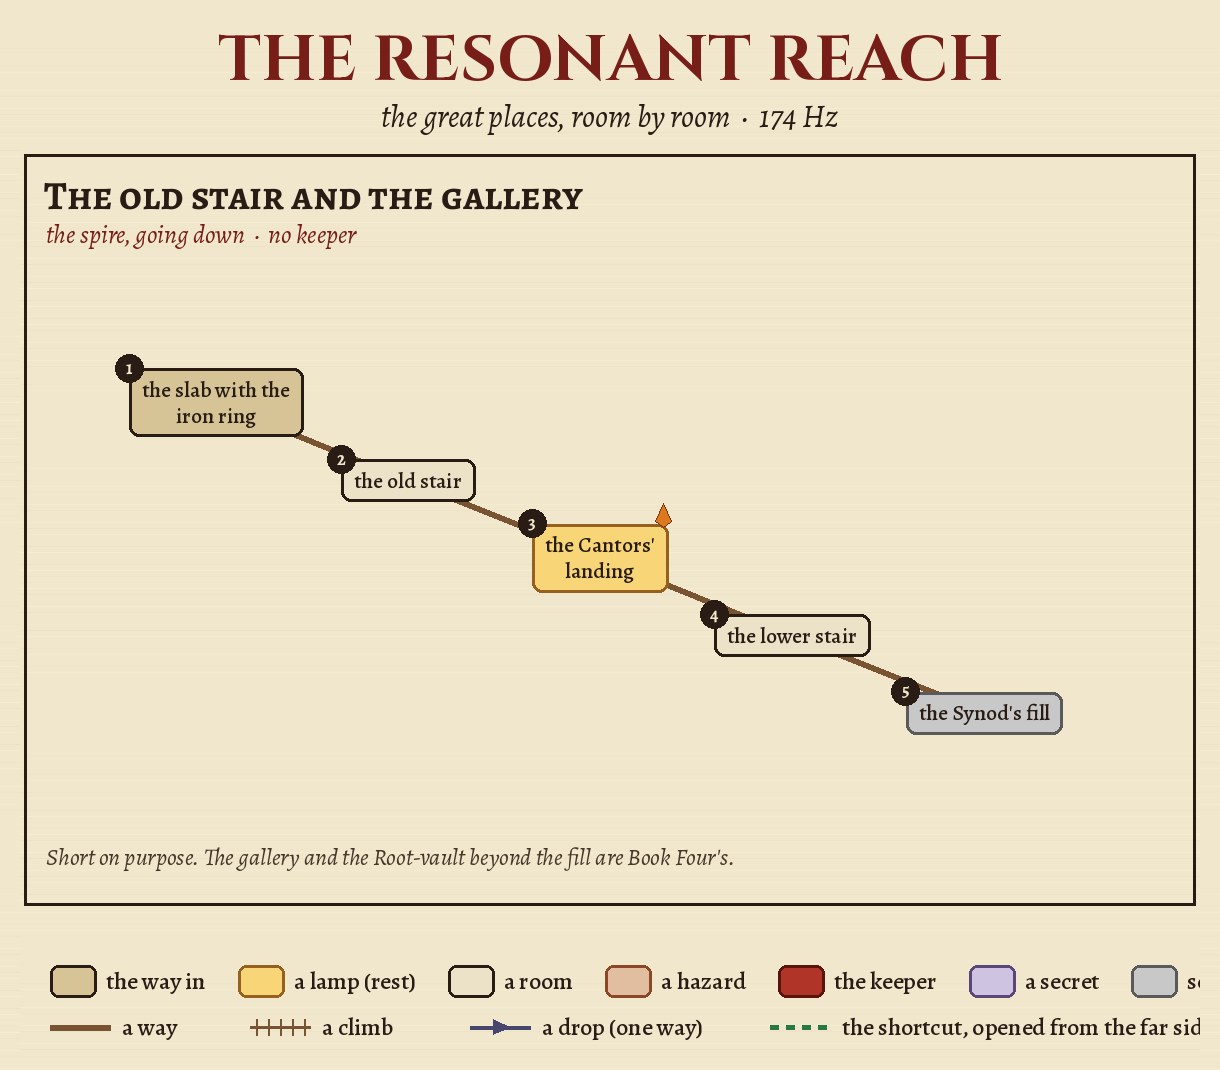 THE RESONANT REACH
the great places, room by room · 174 Hz
The old stair and the gallery
the spire, going down · no keeper
1
the slab with the
iron ring
2
the old stair
3
the Cantors'
landing
4
the lower stair
5
the Synod's fill
Short on purpose. The gallery and the Root-vault beyond the fill are Book Four's.
the way in a lamp (rest) a room a hazard the keeper a secret
a way a climb a drop (one way) the shortcut, opened from the far